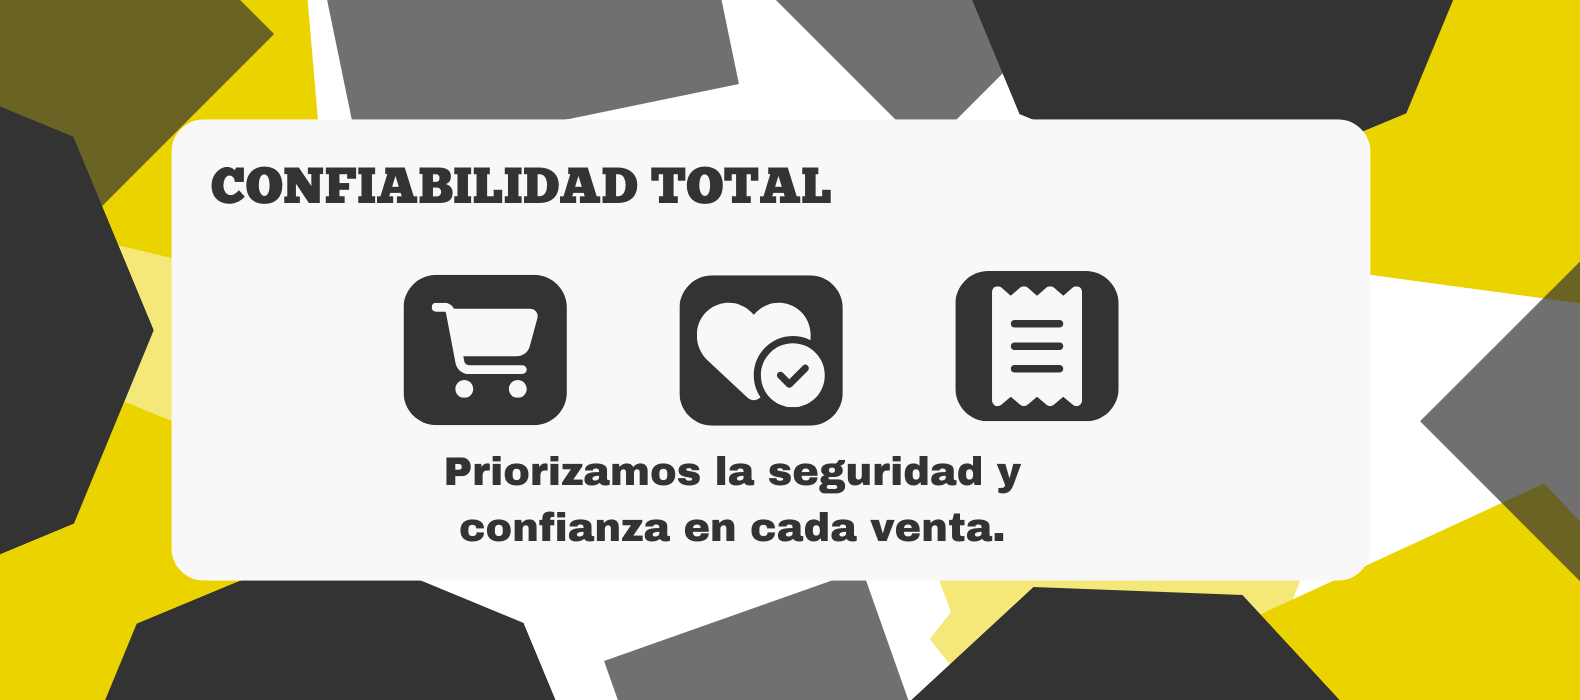 CONFIABILIDAD TOTAL
Priorizamos la seguridad y
confianza en cada venta.